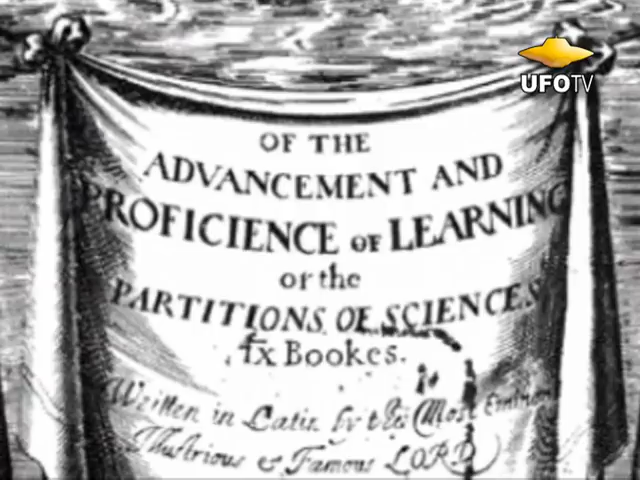 UFOTV
OF THE
ADVANCEMENT AND
PROFICIENCE OF LEARNING
or the
PARTITIONS OF SCIENCES
IX Bookes.
Written in Latin by the Most Eminent
Illustrious & Famous LORD